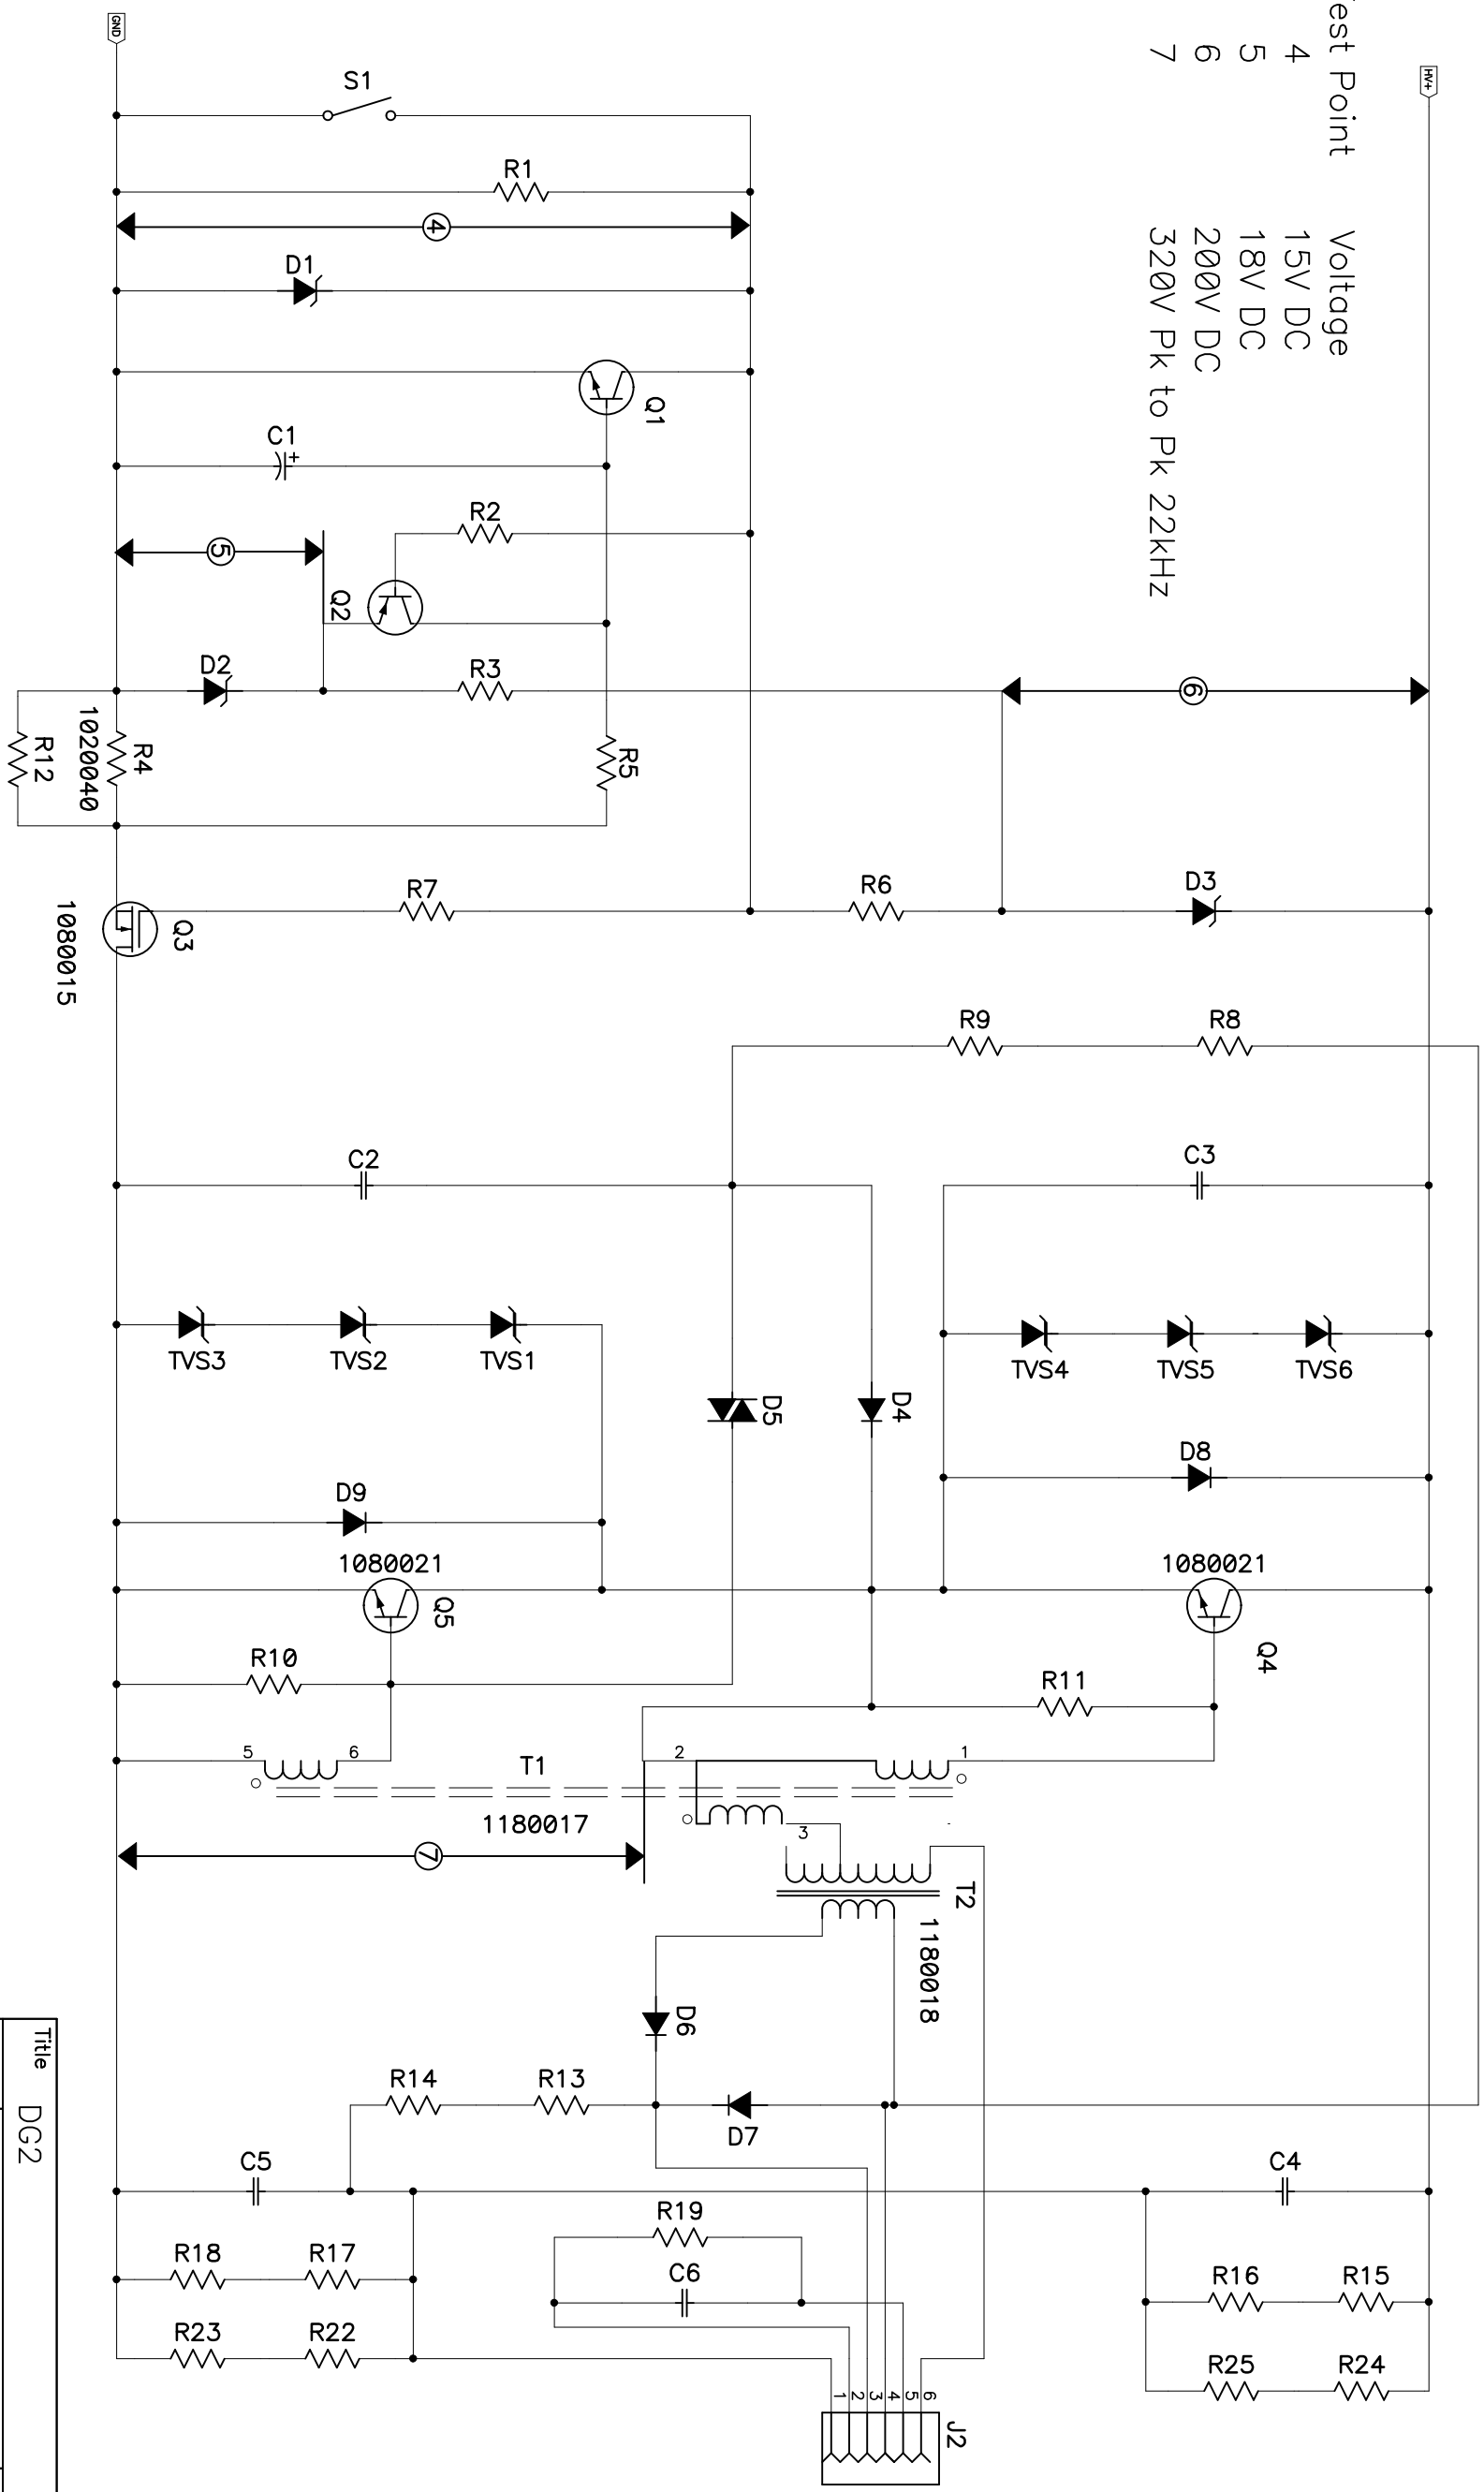 est Point Voltage
4 15V DC
5 18V DC
6 200V DC
7 320V Pk to Pk 22kHz
GND
HV+
S1
R1
4
D1
Q1
C1
+
R2
5
Q2
D2
R3
6
R4
1020040
R12
R5
R7
R6
D3
Q3
1080015
R9
R8
C2
C3
TVS3
TVS2
TVS1
TVS4
TVS5
TVS6
D5
D4
D9
D8
1080021
Q5
1080021
Q4
R10
R11
5
6
T1
2
1
1180017
3
7
T2
1180018
D6
R14
R13
D7
C5
C4
R19
C6
R18
R17
R16
R15
R23
R22
R25
R24
1
2
3
4
5
6
J2
Title
DG2